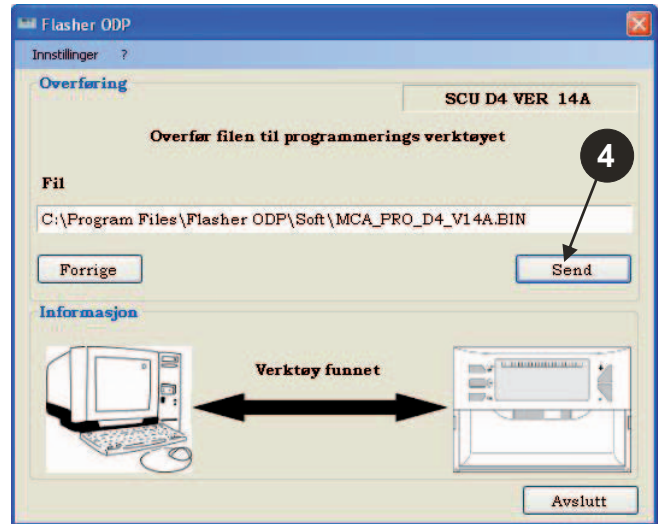 Flasher ODP
Innstillinger ?
Overføring
SCU D4 VER 14A
Overfør filen til programmerings verktøyet
4
Fil
C:\Program Files\Flasher ODP\Soft\MCA_PRO_D4_V14A.BIN
Forrige Send
Informasjon
Verktøy funnet
Avslutt